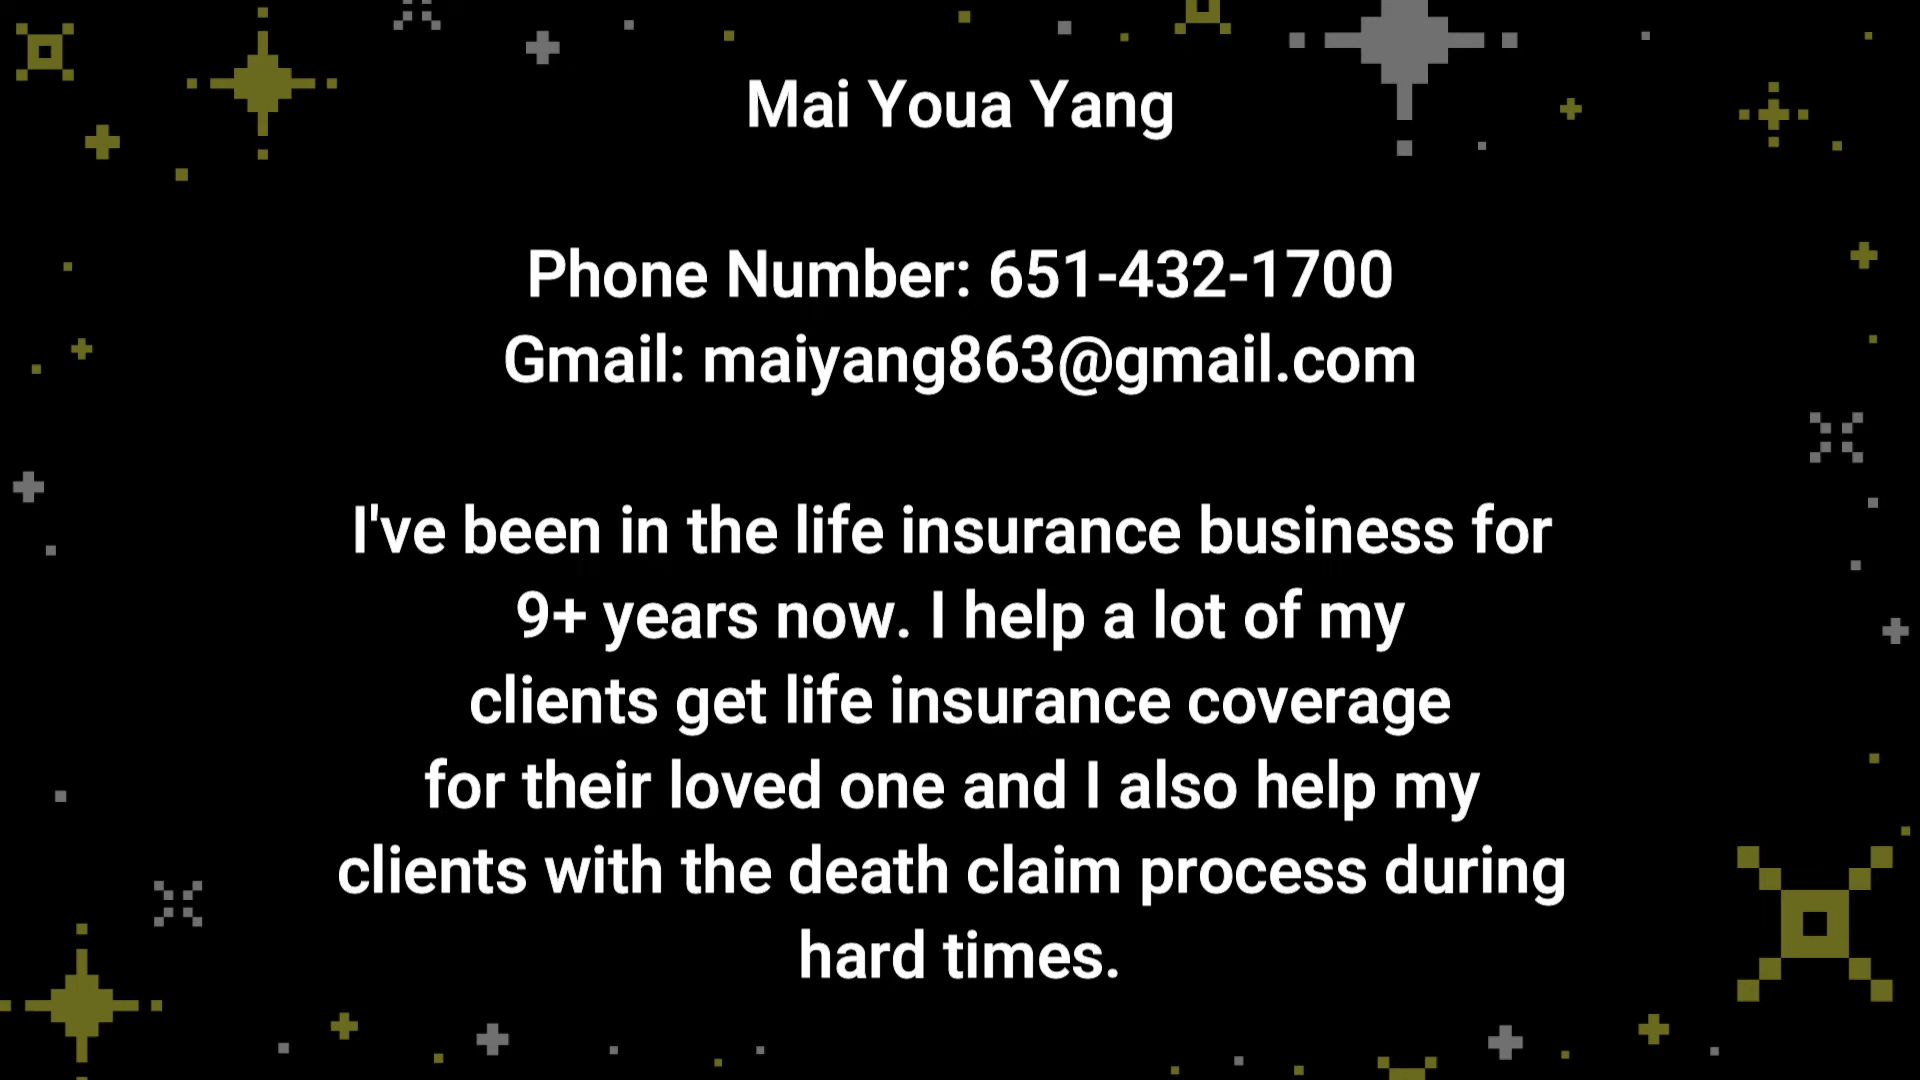 Mai Youa Yang
Phone Number: 651-432-1700
Gmail: maiyang863@gmail.com
I've been in the life insurance business for
9+ years now. I help a lot of my
clients get life insurance coverage
for their loved one and I also help my
clients with the death claim process during
hard times.